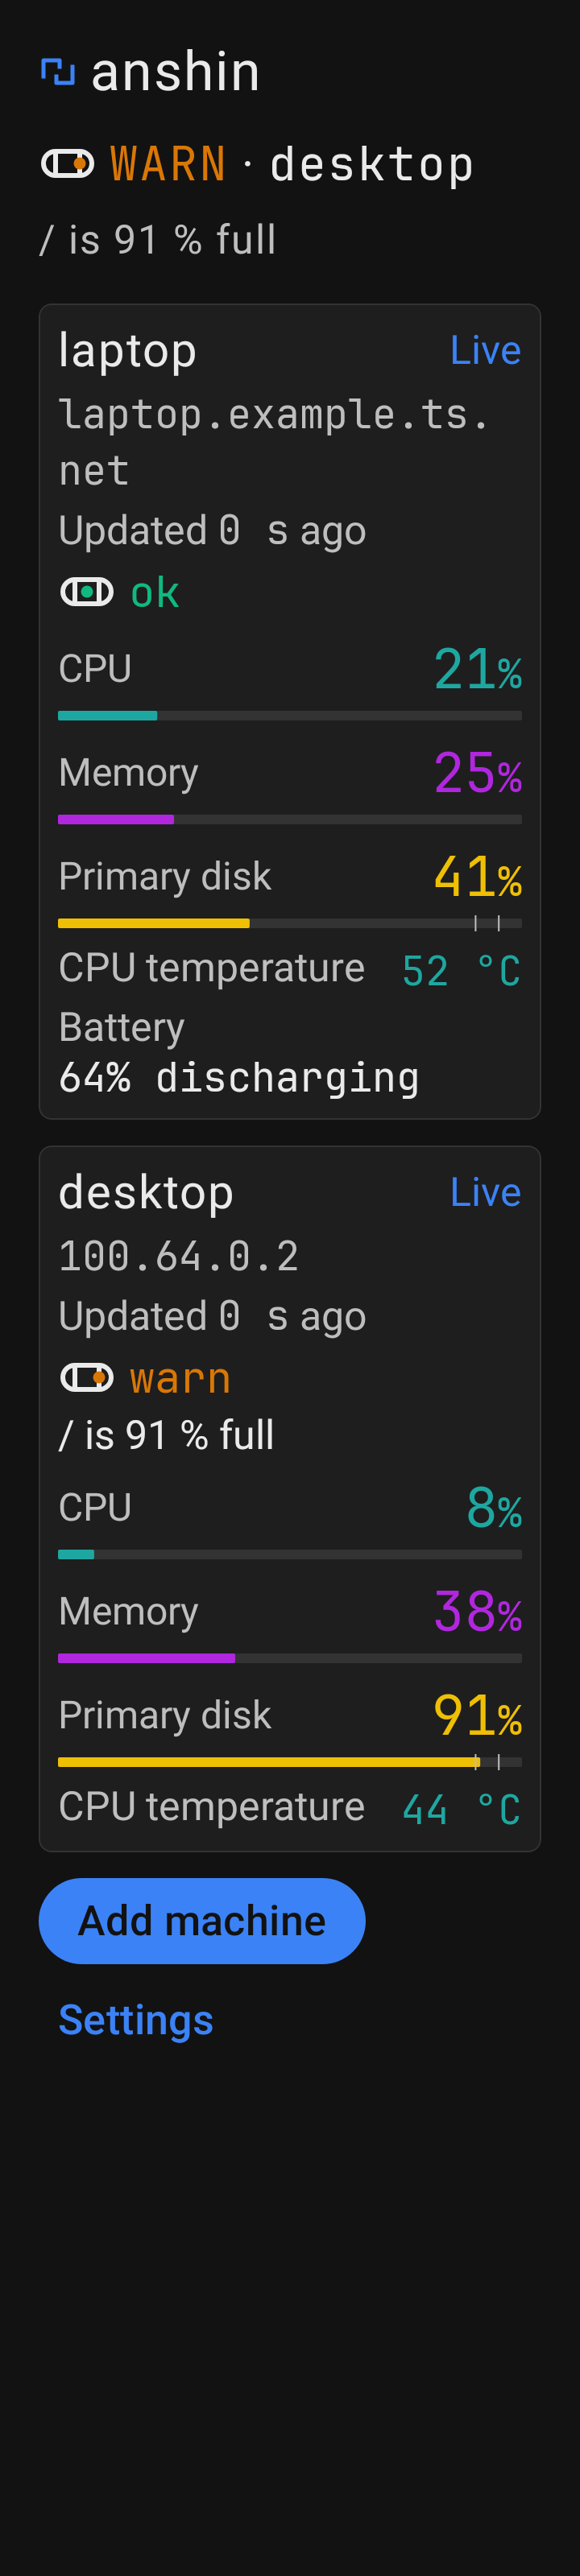 anshin
WARN · desktop
/ is 91 % full
laptop Live
laptop.example.ts.
net
Updated 0 s ago
ok
CPU 21%
Memory 25%
Primary disk 41%
CPU temperature 52 °C
Battery
64% discharging
desktop Live
100.64.0.2
Updated 0 s ago
warn
/ is 91 % full
CPU 8%
Memory 38%
Primary disk 91%
CPU temperature 44 °C
Add machine
Settings